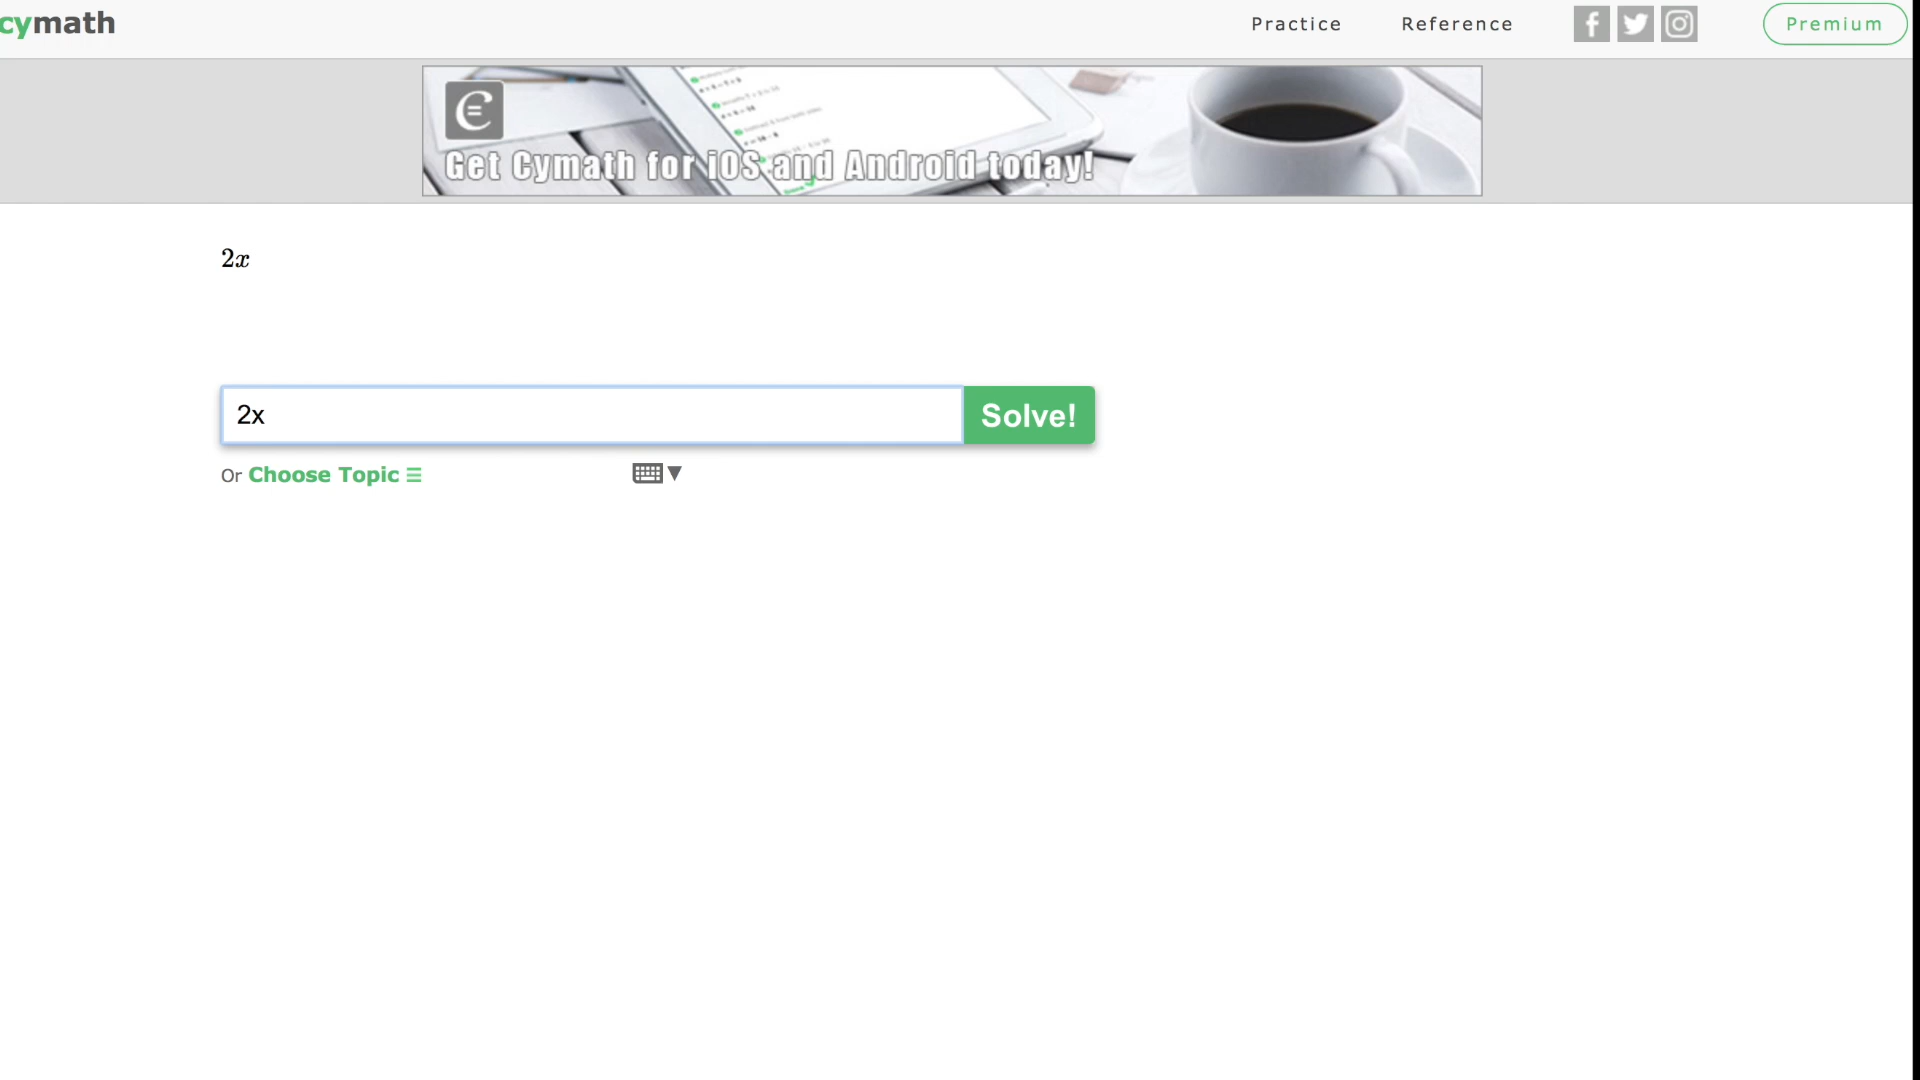 cymath
Practice
Reference
Premium
Get Cymath for iOS and Android today!
2x
2x
Solve!
Or Choose Topic